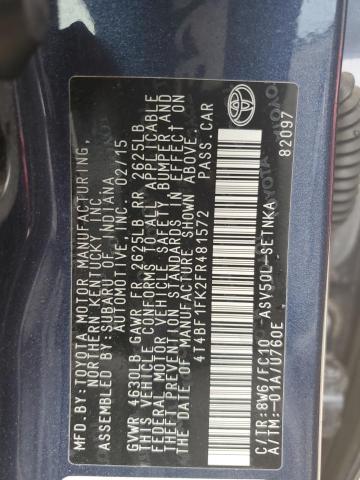 MFD.BY:TOYOTA MOTOR MANUFACTURING,
NORTHERN KENTUCKY INC.
ASSEMBLED BY:SUBARU OF INDIANA
AUTOMOTIVE, INC. 02/15
GVWR 4630LB GAWR FR 2625LB RR 2625LB
THIS VEHICLE CONFORMS TO ALL APPLICABLE
FEDERAL MOTOR VEHICLE SAFETY, BUMPER AND
THEFT PREVENTION STANDARDS IN EFFECT ON
THE DATE OF MANUFACTURE SHOWN ABOVE.
4T4BF1FK2FR481572 PASS.CAR
C/TR:8W6/FC10 ASV50L-SETNKA
A/TM:-01A/U760E
82097
TOYOTA